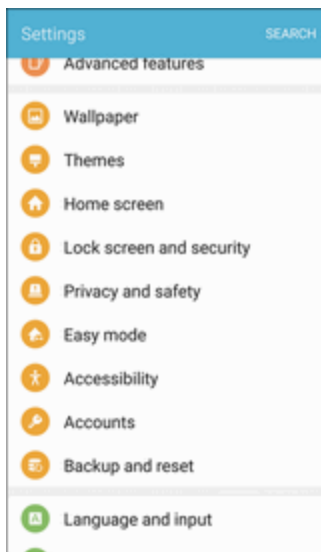 Settings
SEARCH
Advanced features
Wallpaper
Themes
Home screen
Lock screen and security
Privacy and safety
Easy mode
Accessibility
Accounts
Backup and reset
Language and input